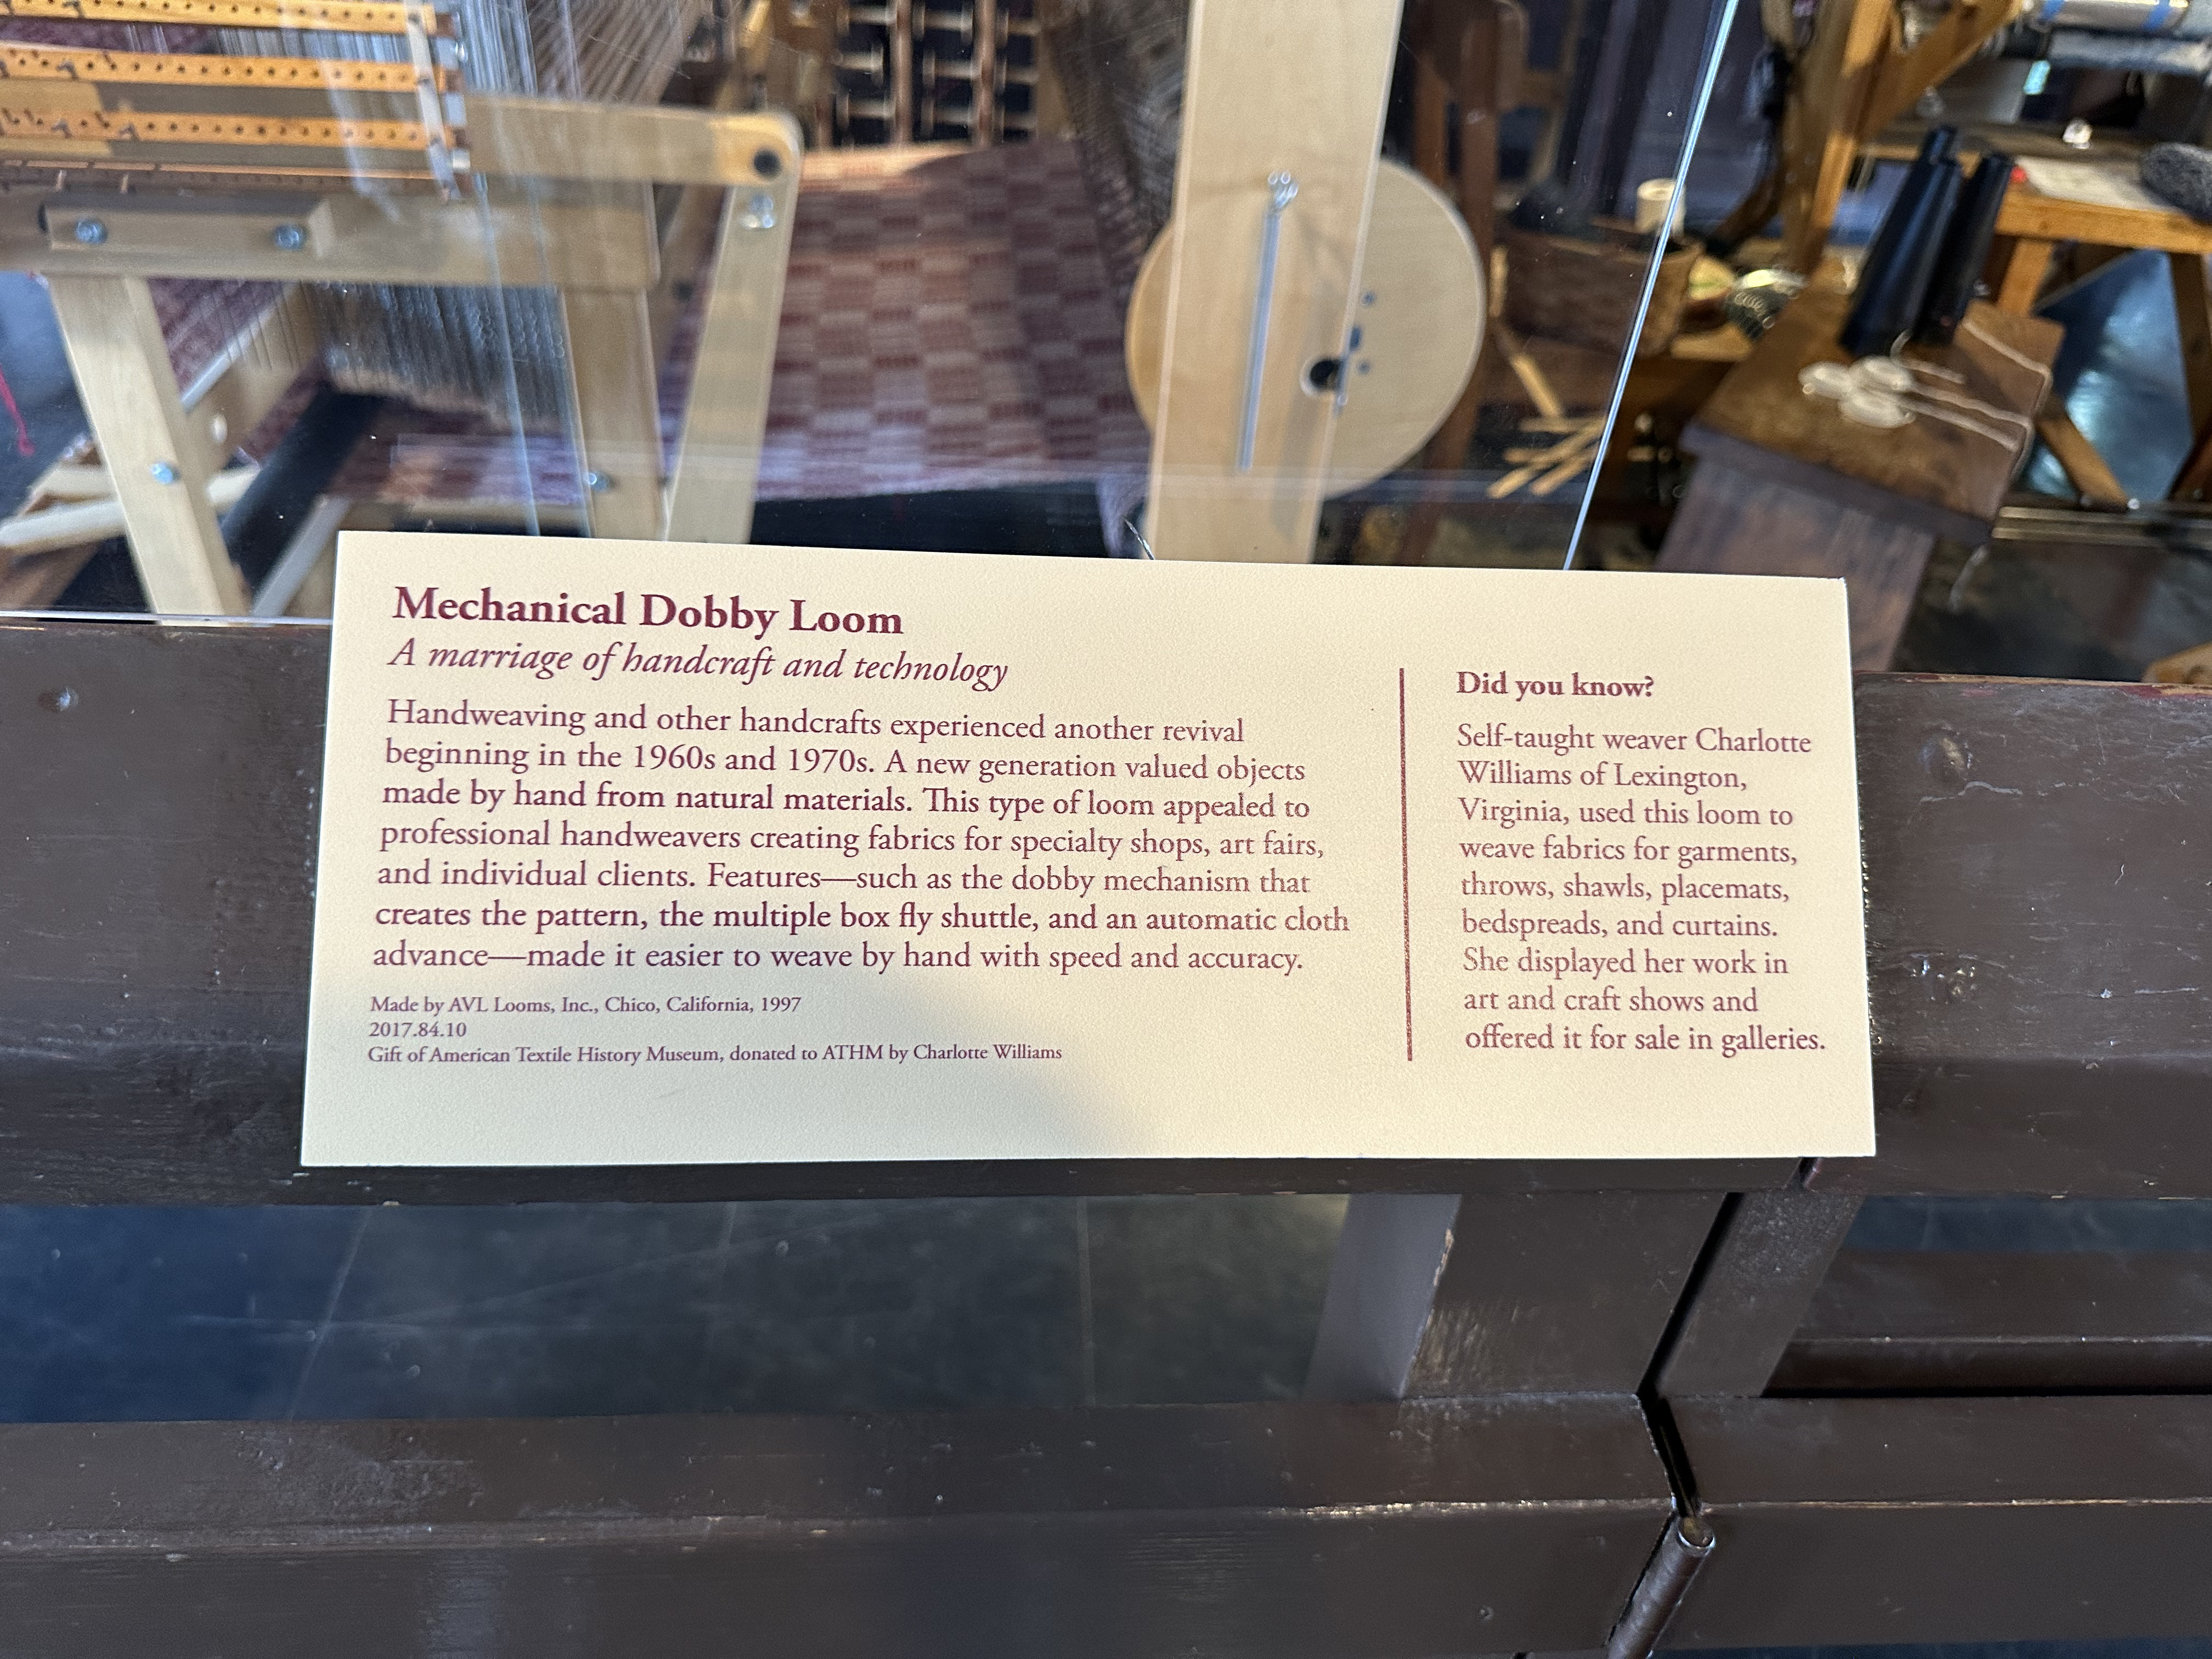 Mechanical Dobby Loom
A marriage of handcraft and technology
Handweaving and other handcrafts experienced another revival
beginning in the 1960s and 1970s. A new generation valued objects
made by hand from natural materials. This type of loom appealed to
professional handweavers creating fabrics for specialty shops, art fairs,
and individual clients. Features—such as the dobby mechanism that
creates the pattern, the multiple box fly shuttle, and an automatic cloth
advance—made it easier to weave by hand with speed and accuracy.
Made by AVL Looms, Inc., Chico, California, 1997
2017.84.10
Gift of American Textile History Museum, donated to ATHM by Charlotte Williams
Did you know?
Self-taught weaver Charlotte
Williams of Lexington,
Virginia, used this loom to
weave fabrics for garments,
throws, shawls, placemats,
bedspreads, and curtains.
She displayed her work in
art and craft shows and
offered it for sale in galleries.